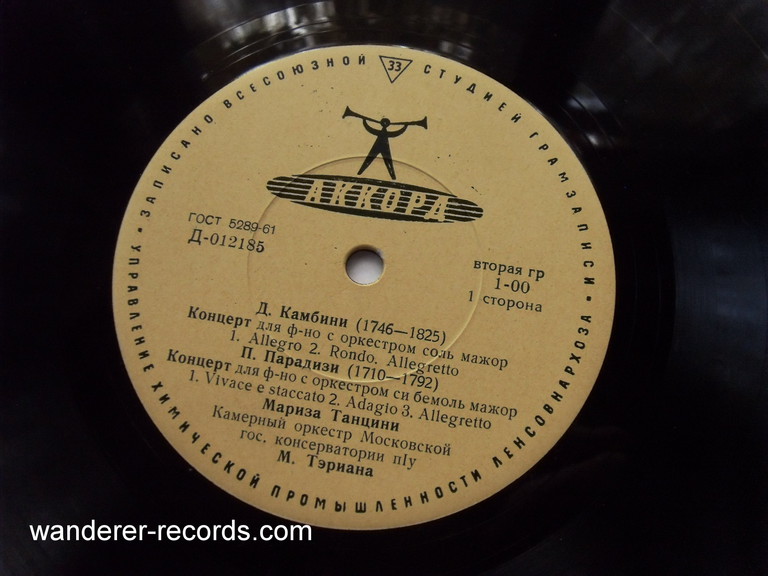 ЗАПИСАНО ВСЕСОЮЗНОЙ 33 СТУДИЕЙ ГРАМЗАПИСИ
АККОРД
ГОСТ 5289-61
Д-012185
вторая гр
1-00
1 сторона
Д. Камбини (1746—1825)
Концерт для ф-но с оркестром соль мажор
1. Allegro 2. Rondo. Allegretto
П. Парадизи (1710—1792)
Концерт для ф-но с оркестром си бемоль мажор
1. Vivace e staccato 2. Adagio 3. Allegretto
Мариза Танцини
Камерный оркестр Московской
гос. консерватории п/у
М. Тэриана
УПРАВЛЕНИЕ ХИМИЧЕСКОЙ ПРОМЫШЛЕННОСТИ ЛЕНСОВНАРХОЗА
wanderer-records.com